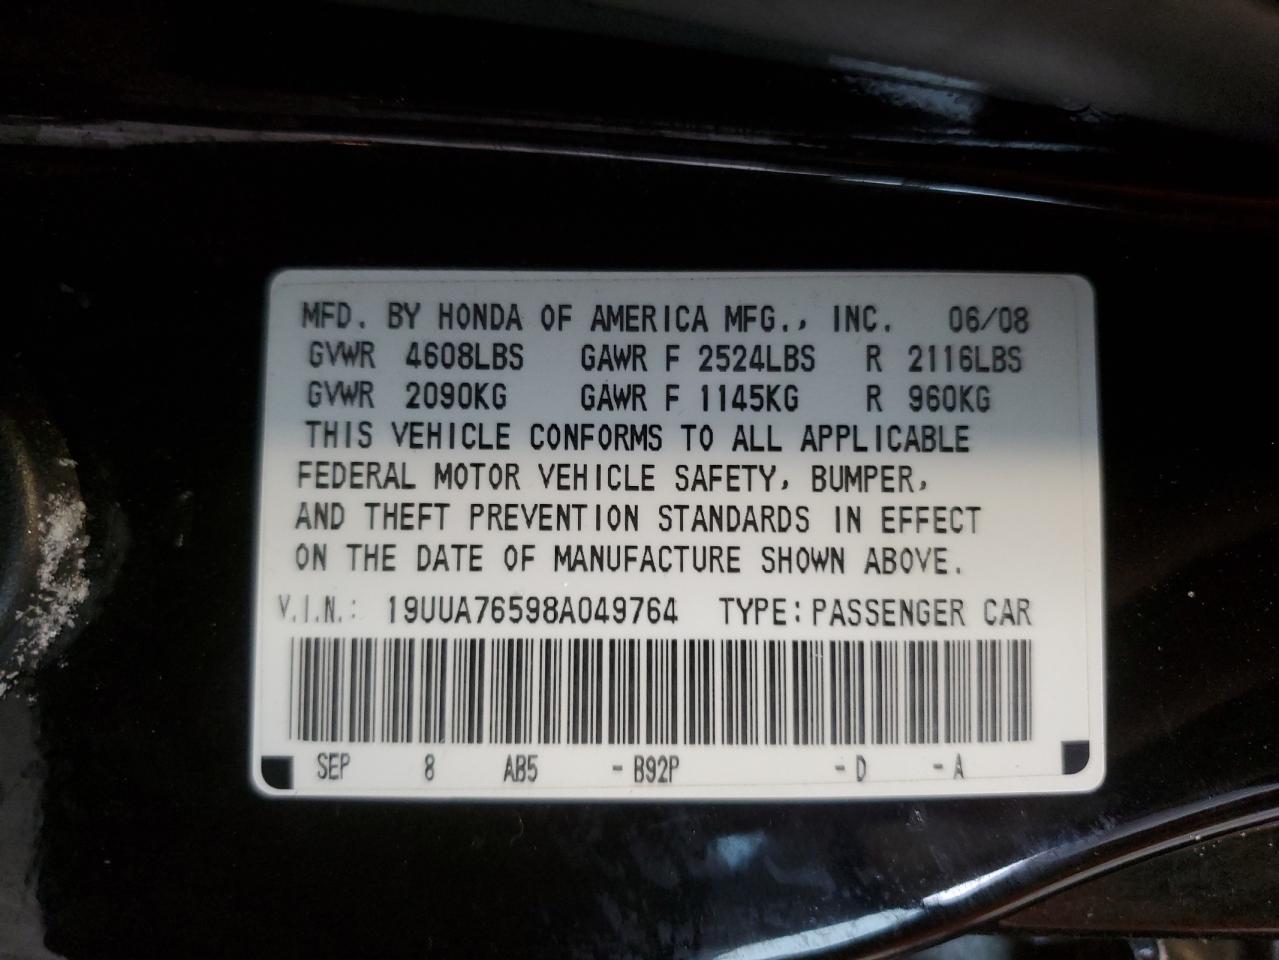 MFD. BY HONDA OF AMERICA MFG., INC. 06/08
GVWR 4608LBS GAWR F 2524LBS R 2116LBS
GVWR 2090KG GAWR F 1145KG R 960KG
THIS VEHICLE CONFORMS TO ALL APPLICABLE
FEDERAL MOTOR VEHICLE SAFETY, BUMPER,
AND THEFT PREVENTION STANDARDS IN EFFECT
ON THE DATE OF MANUFACTURE SHOWN ABOVE.
V.I.N.: 19UUA76598A049764 TYPE: PASSENGER CAR
SEP 8 AB5 - B92P - D - A